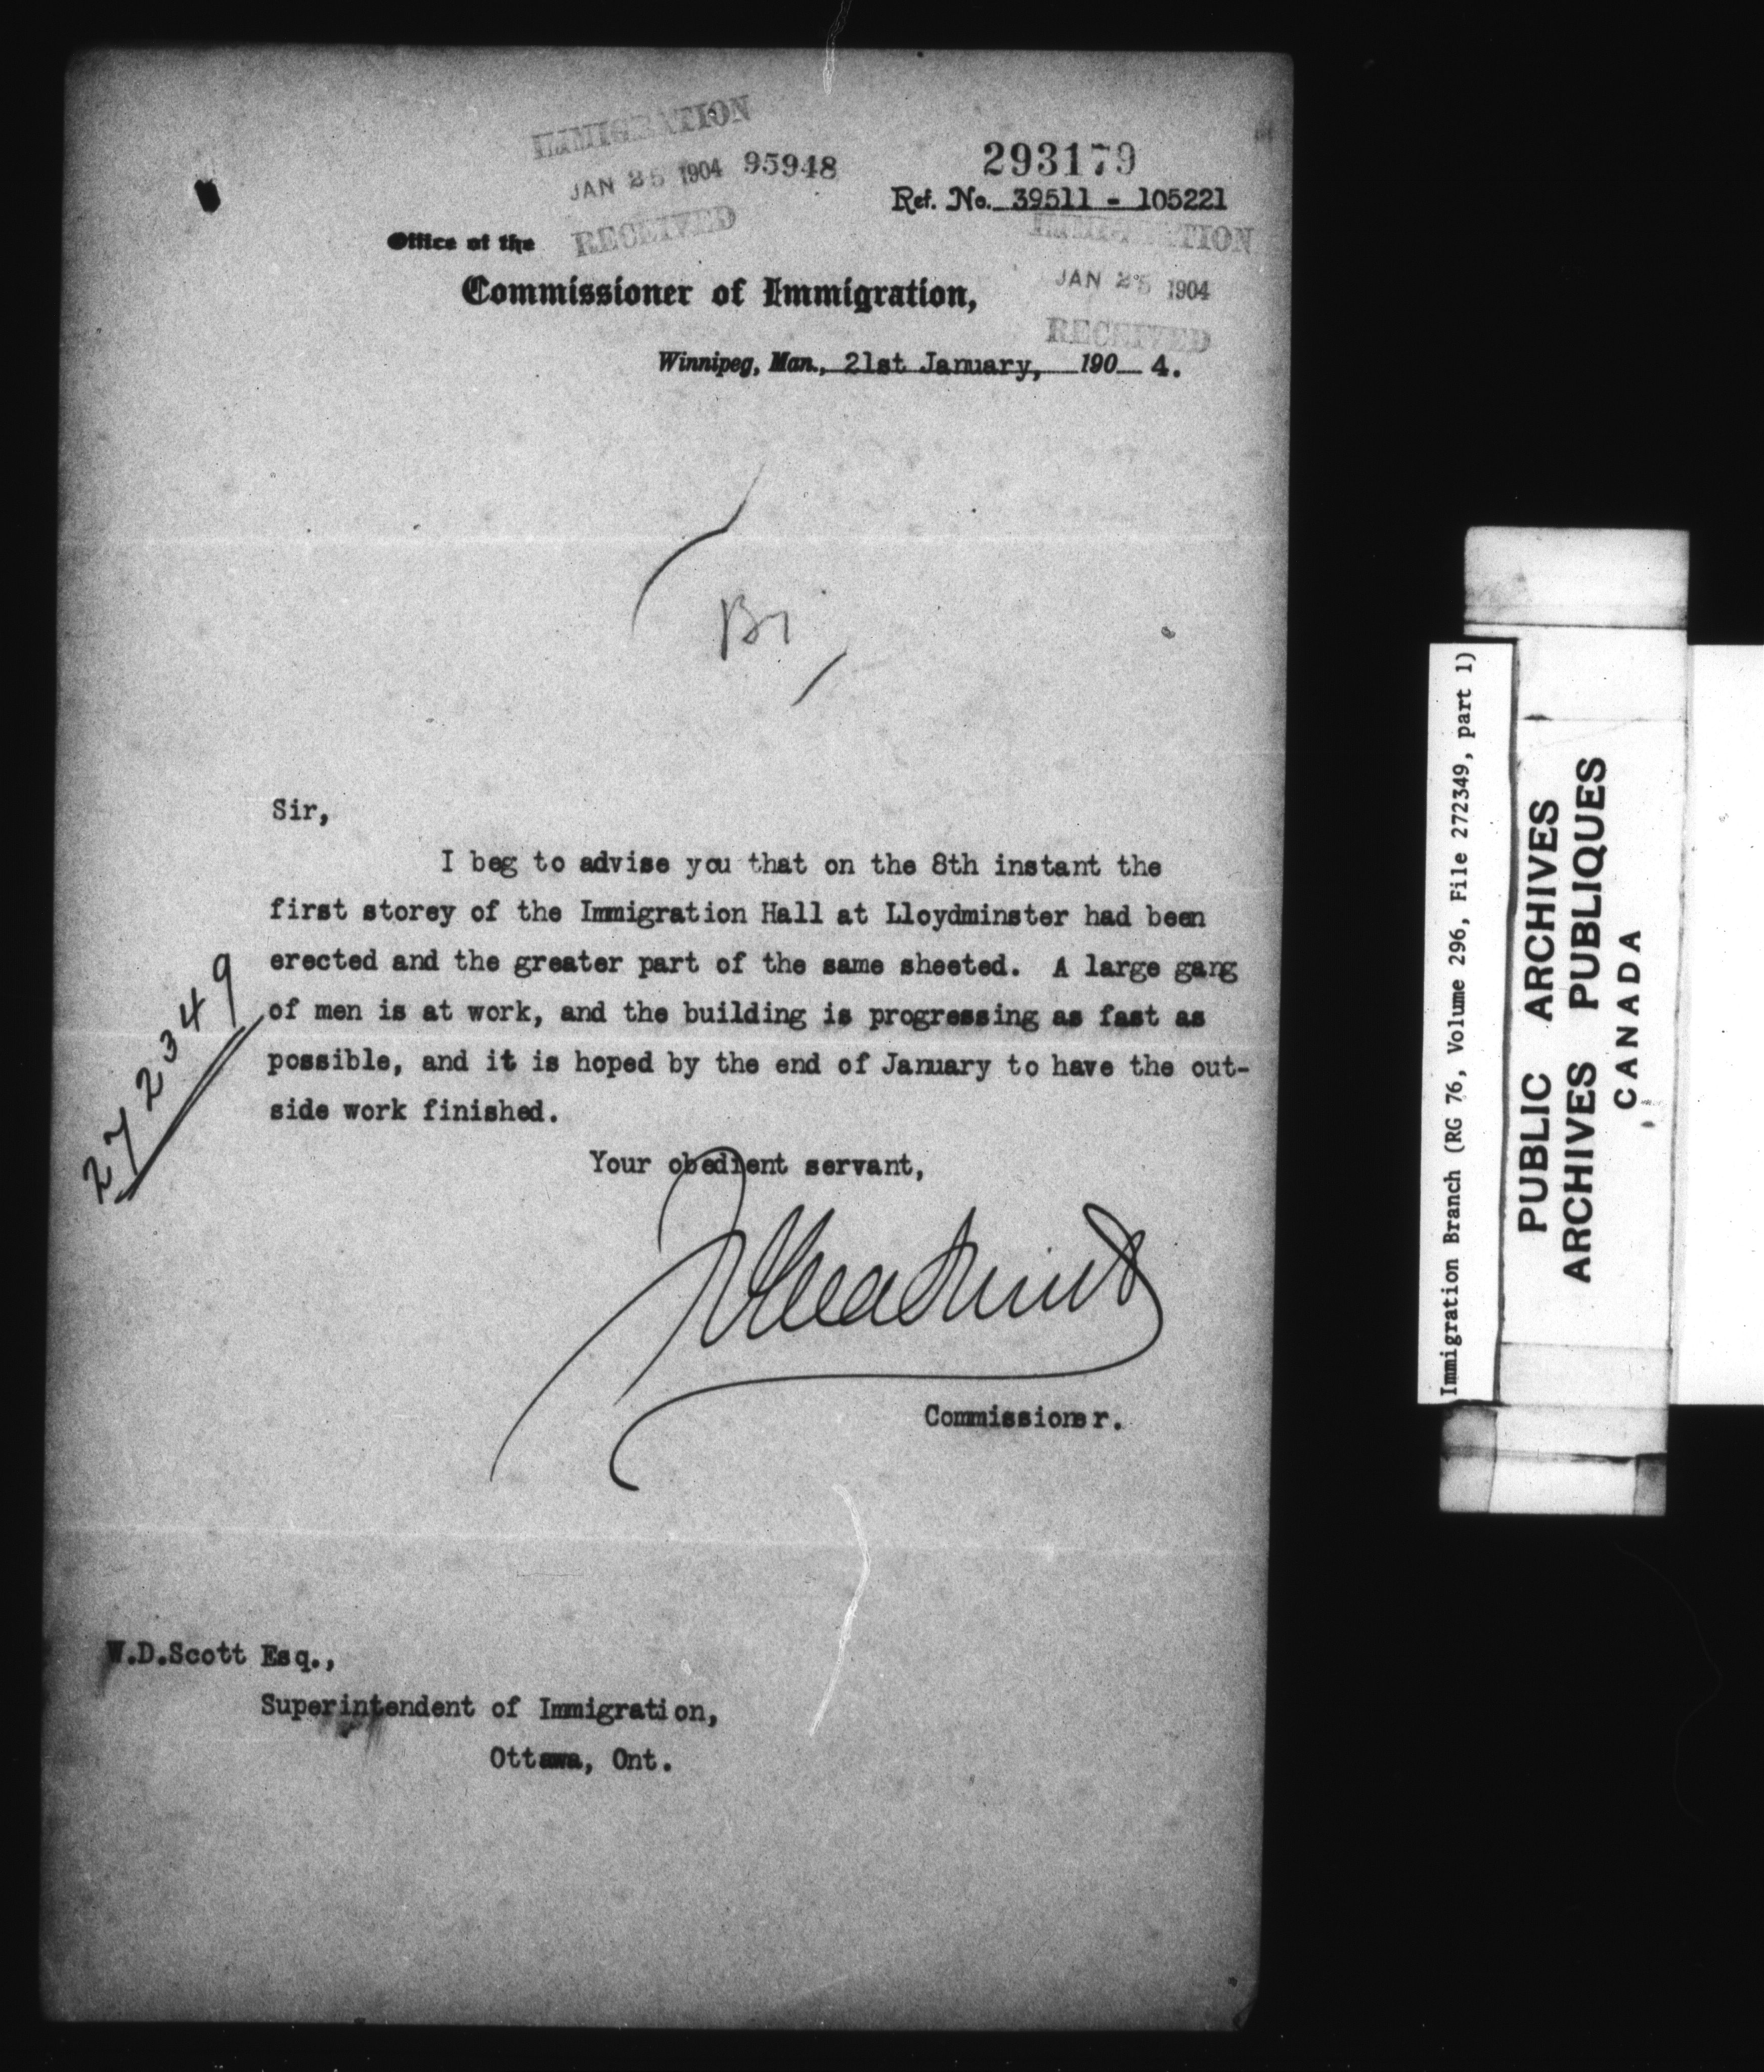 IMMIGRATION
JAN 25 1904 95948
RECEIVED
293179
Ref. No. 39511 - 105221
IMMIGRATION
JAN 25 1904
RECEIVED
Office of the
Commissioner of Immigration,
Winnipeg, Man., 21st January, 190 4.
Sir,
I beg to advise you that on the 8th instant the
first storey of the Immigration Hall at Lloydminster had been
erected and the greater part of the same sheeted. A large gang
of men is at work, and the building is progressing as fast as
possible, and it is hoped by the end of January to have the out-
side work finished.
272349
Your obedient servant,
Commissioner.
W.D.Scott Esq.,
Superintendent of Immigration,
Ottawa, Ont.
Immigration Branch (RG 76, Volume 296, File 272349, part 1)
PUBLIC ARCHIVES
ARCHIVES PUBLIQUES
CANADA